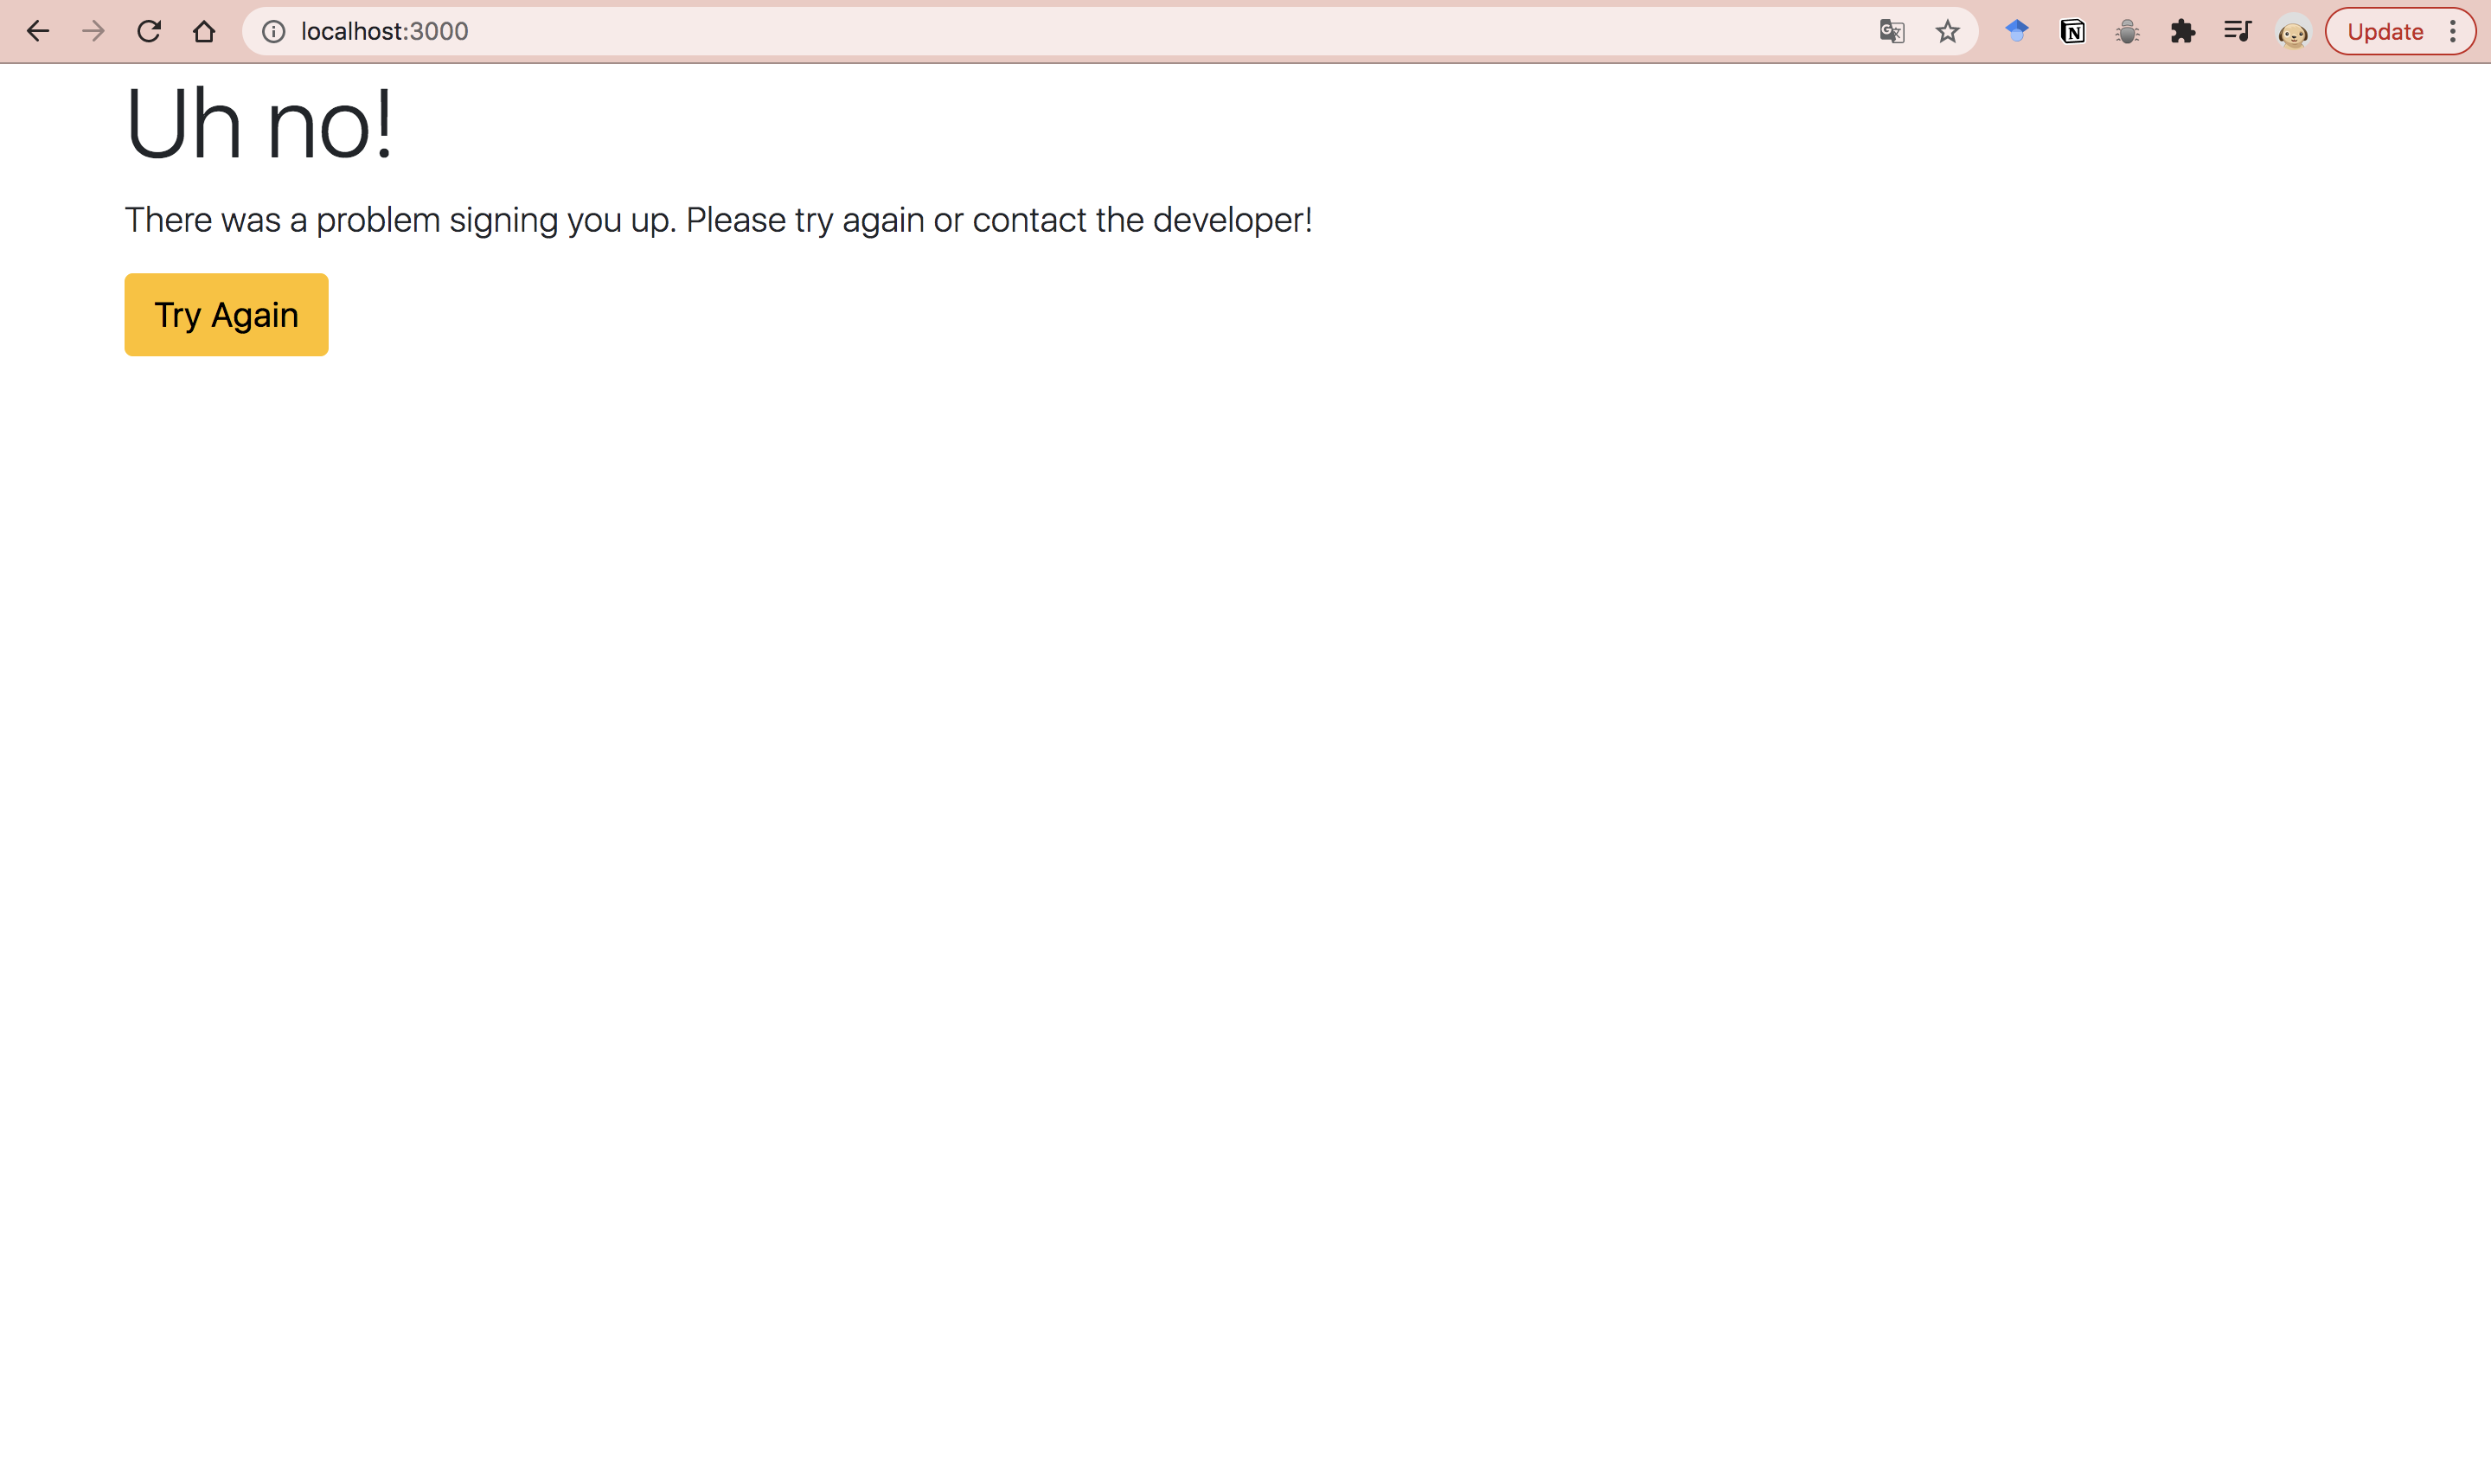 localhost:3000
Update
Uh no!
There was a problem signing you up. Please try again or contact the developer!
Try Again